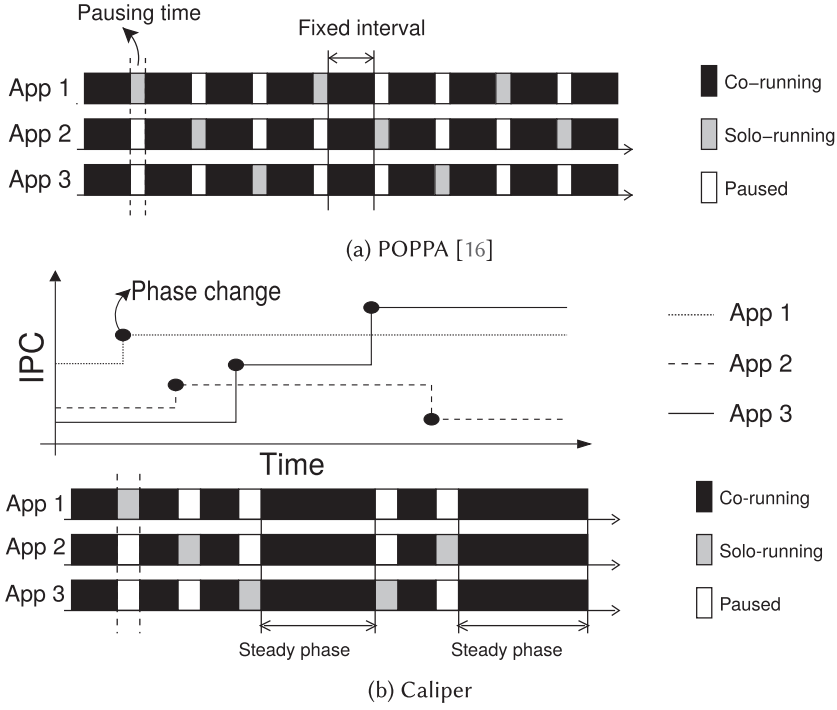 Pausing time
Fixed interval
App 1
App 2
App 3
Co−running
Solo−running
Paused
(a) POPPA [16]
Phase change
IPC
Time
App 1
App 2
App 3
App 1
App 2
App 3
Co-running
Solo-running
Paused
Steady phase
Steady phase
(b) Caliper